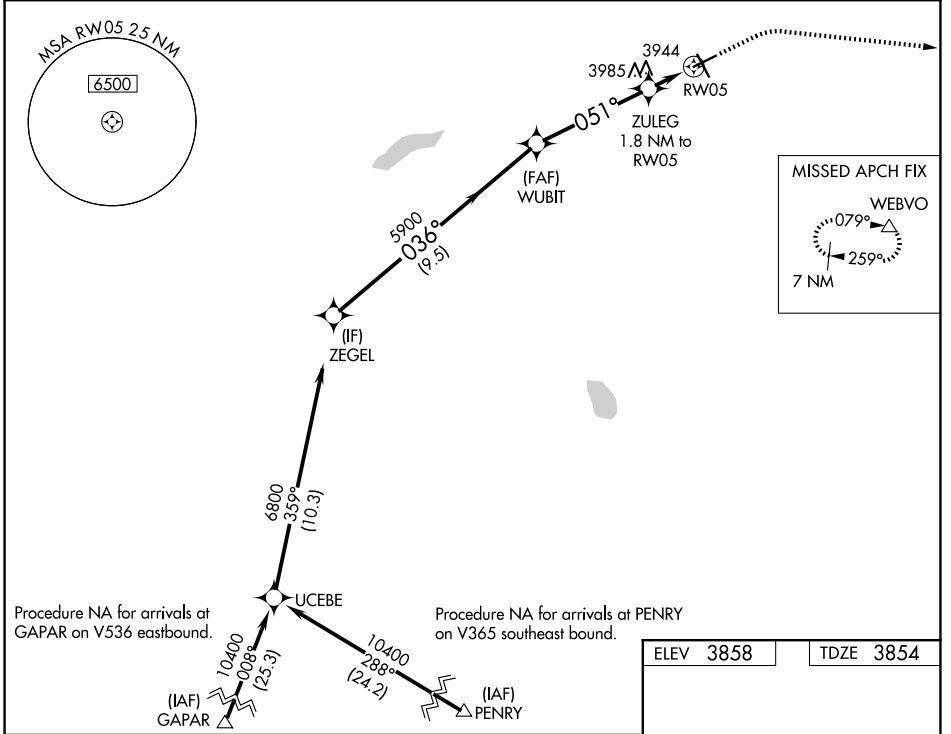 MSA RW05 25 NM
6500
3944
3985
RW05
051°
ZULEG
1.8 NM to
RW05
(FAF)
WUBIT
MISSED APCH FIX
WEBVO
079°
259°
7 NM
5900
036°
(9.5)
(IF)
ZEGEL
6800
359°
(10.3)
UCEBE
Procedure NA for arrivals at
GAPAR on V536 eastbound.
Procedure NA for arrivals at PENRY
on V365 southeast bound.
10400
008°
(25.3)
10400
288°
(24.2)
(IAF)
GAPAR
(IAF)
PENRY
ELEV 3858
TDZE 3854